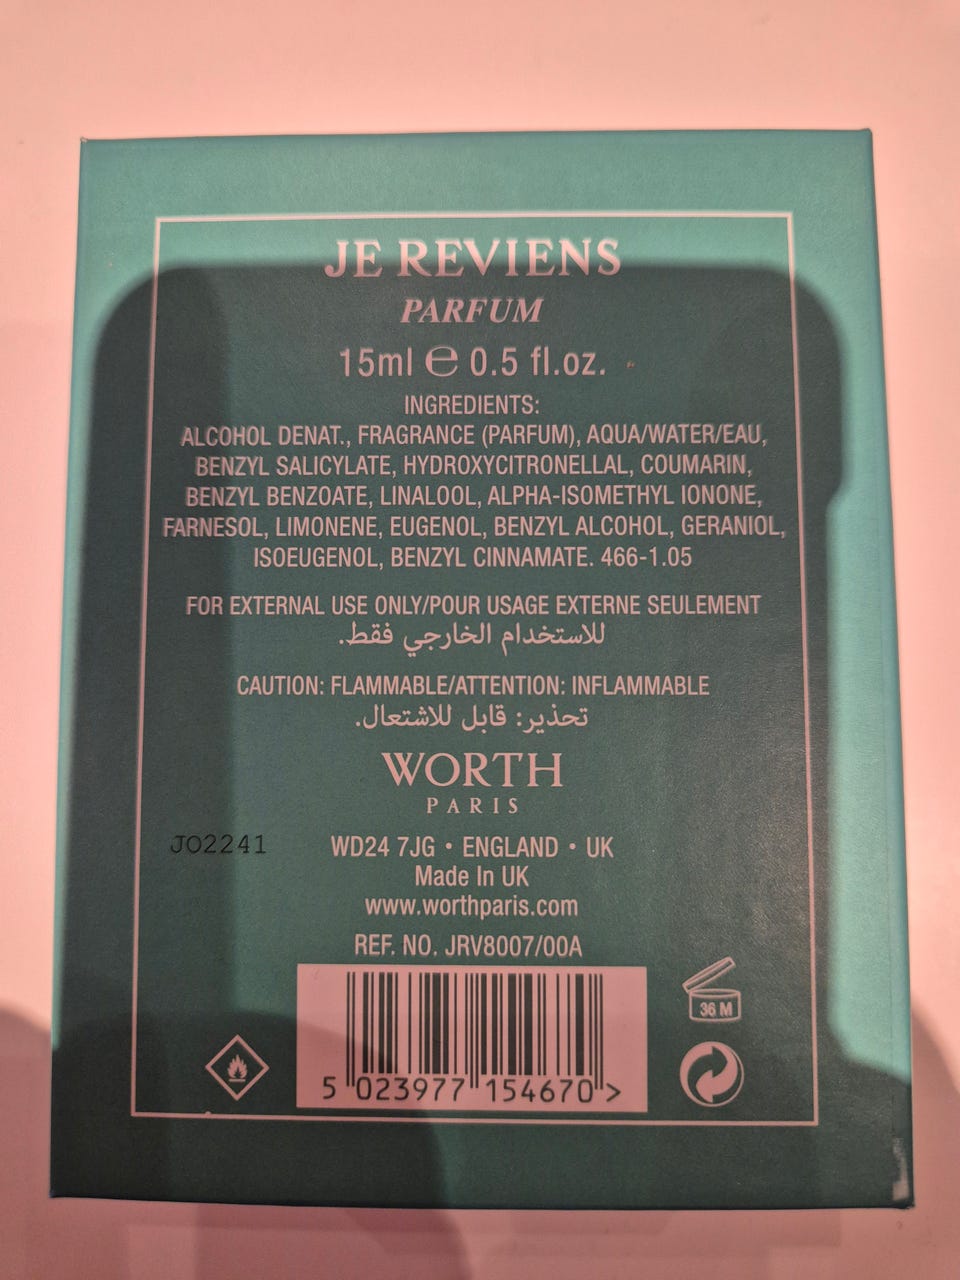 JE REVIENS
PARFUM
15ml ℮ 0.5 fl.oz.
INGREDIENTS:
ALCOHOL DENAT., FRAGRANCE (PARFUM), AQUA/WATER/EAU,
BENZYL SALICYLATE, HYDROXYCITRONELLAL, COUMARIN,
BENZYL BENZOATE, LINALOOL, ALPHA-ISOMETHYL IONONE,
FARNESOL, LIMONENE, EUGENOL, BENZYL ALCOHOL, GERANIOL,
ISOEUGENOL, BENZYL CINNAMATE. 466-1.05
FOR EXTERNAL USE ONLY/POUR USAGE EXTERNE SEULEMENT
للاستخدام الخارجي فقط.
CAUTION: FLAMMABLE/ATTENTION: INFLAMMABLE
تحذير: قابل للاشتعال.
WORTH
PARIS
JO2241
WD24 7JG • ENGLAND • UK
Made In UK
www.worthparis.com
REF. NO. JRV8007/00A
36 M
5 023977 154670 >